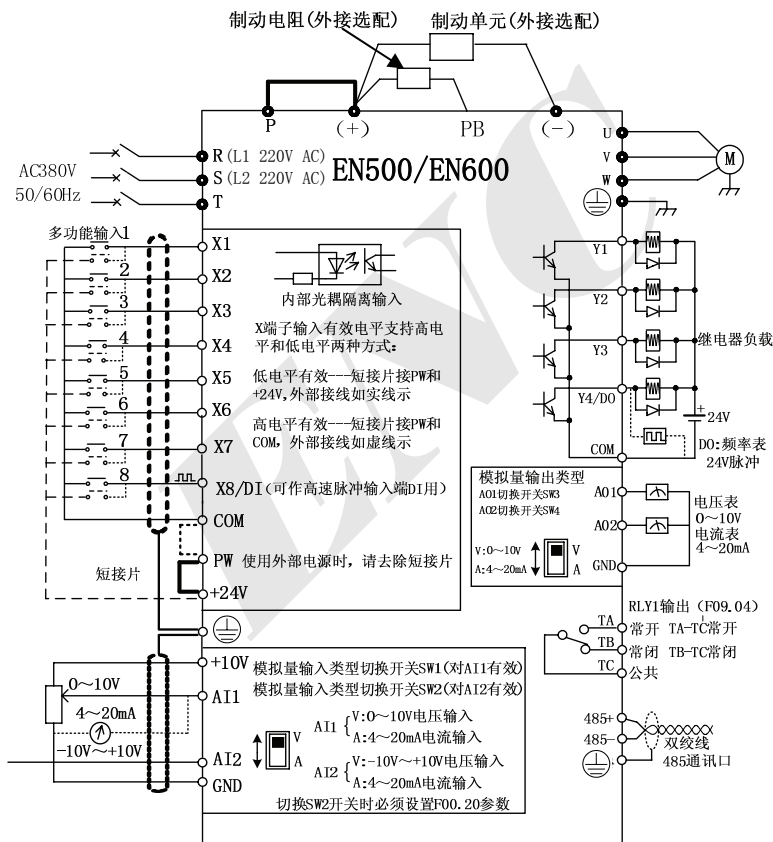 制动电阻(外接选配)
制动单元(外接选配)
P
(+)
PB
(-)
AC380V
50/60Hz
R(L1 220V AC)
S(L2 220V AC)
T
EN500/EN600
ENC
U
V
W
M
多功能输入1
2
3
4
5
6
7
8
X1
X2
X3
X4
X5
X6
X7
X8/DI(可作高速脉冲输入端DI用)
COM
PW 使用外部电源时，请去除短接片
+24V
短接片
内部光耦隔离输入
X端子输入有效电平支持高电
平和低电平两种方式：
低电平有效---短接片接PW和
+24V,外部接线如实线示
高电平有效---短接片接PW和
COM，外部接线如虚线示
Y1
Y2
Y3
Y4/DO
COM
继电器负载
+
24V
DO:频率表
24V脉冲
模拟量输出类型
AO1切换开关SW3
AO2切换开关SW4
V:0～10V
A:4～20mA
V
A
AO1
AO2
GND
电压表
0～10V
电流表
4～20mA
RLY1输出（F09.04）
TA
常开 TA-TC常开
TB
常闭 TB-TC常闭
TC
公共
485+
485-
双绞线
485通讯口
+10V
AI1
AI2
GND
0～10V
4～20mA
-10V～+10V
模拟量输入类型切换开关SW1(对AI1有效)
模拟量输入类型切换开关SW2(对AI2有效)
V
A
AI1
V:0～10V电压输入
A:4～20mA电流输入
AI2
V:-10V～+10V电压输入
A:4～20mA电流输入
切换SW2开关时必须设置F00.20参数